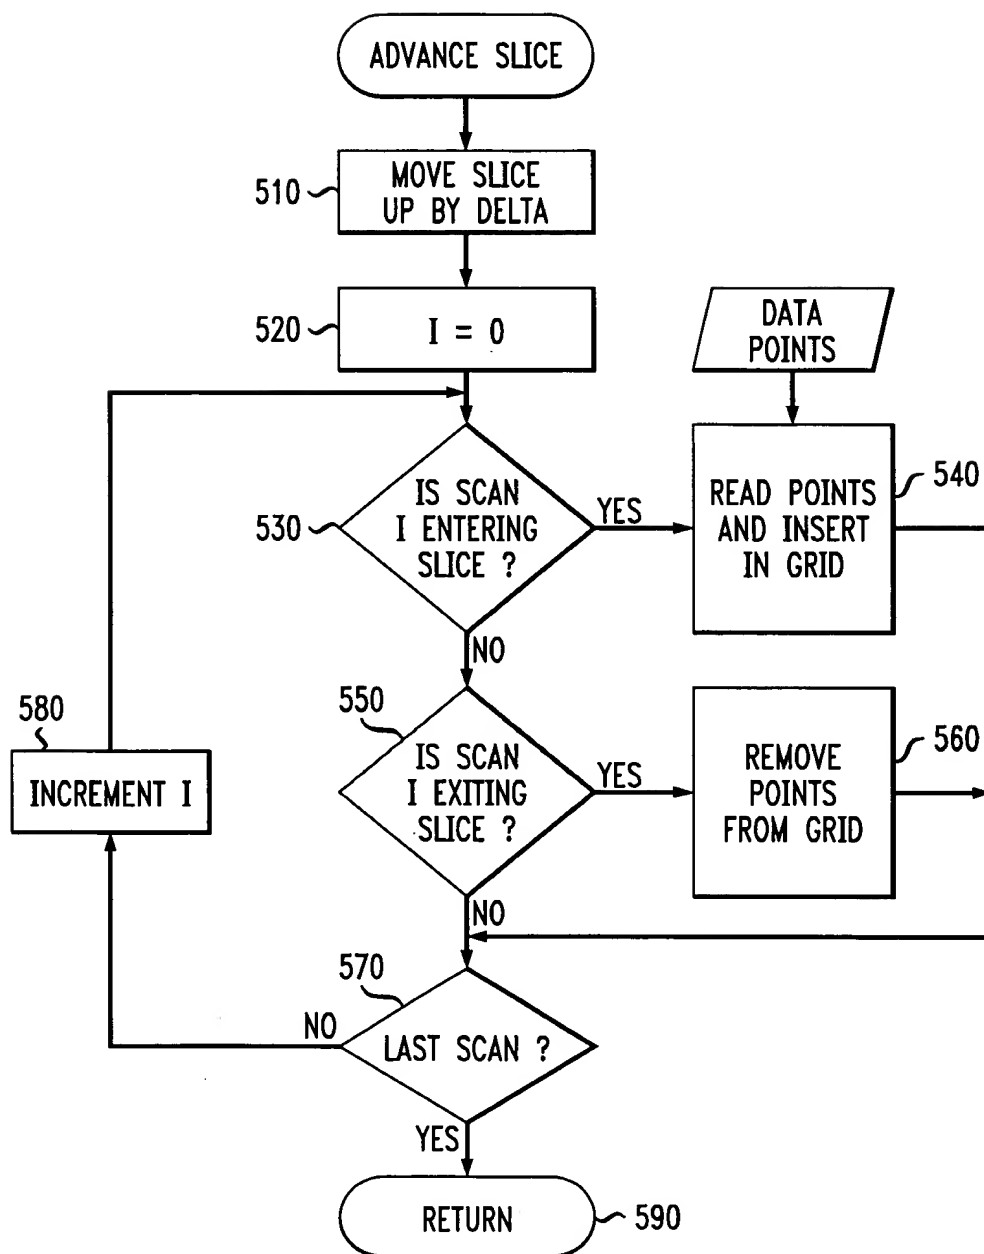 ADVANCE SLICE
510
MOVE SLICE
UP BY DELTA
520
I = 0
DATA
POINTS
530
IS SCAN
I ENTERING
SLICE ?
YES
READ POINTS
AND INSERT
IN GRID
540
NO
550
IS SCAN
I EXITING
SLICE ?
YES
REMOVE
POINTS
FROM GRID
560
580
INCREMENT I
NO
570
LAST SCAN ?
NO
YES
RETURN
590